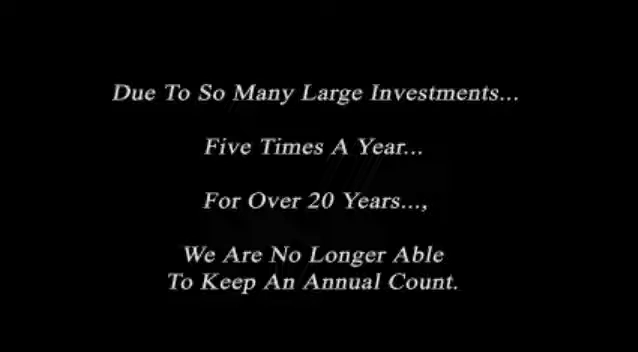 Due To So Many Large Investments...
Five Times A Year...
For Over 20 Years...,
We Are No Longer Able
To Keep An Annual Count.